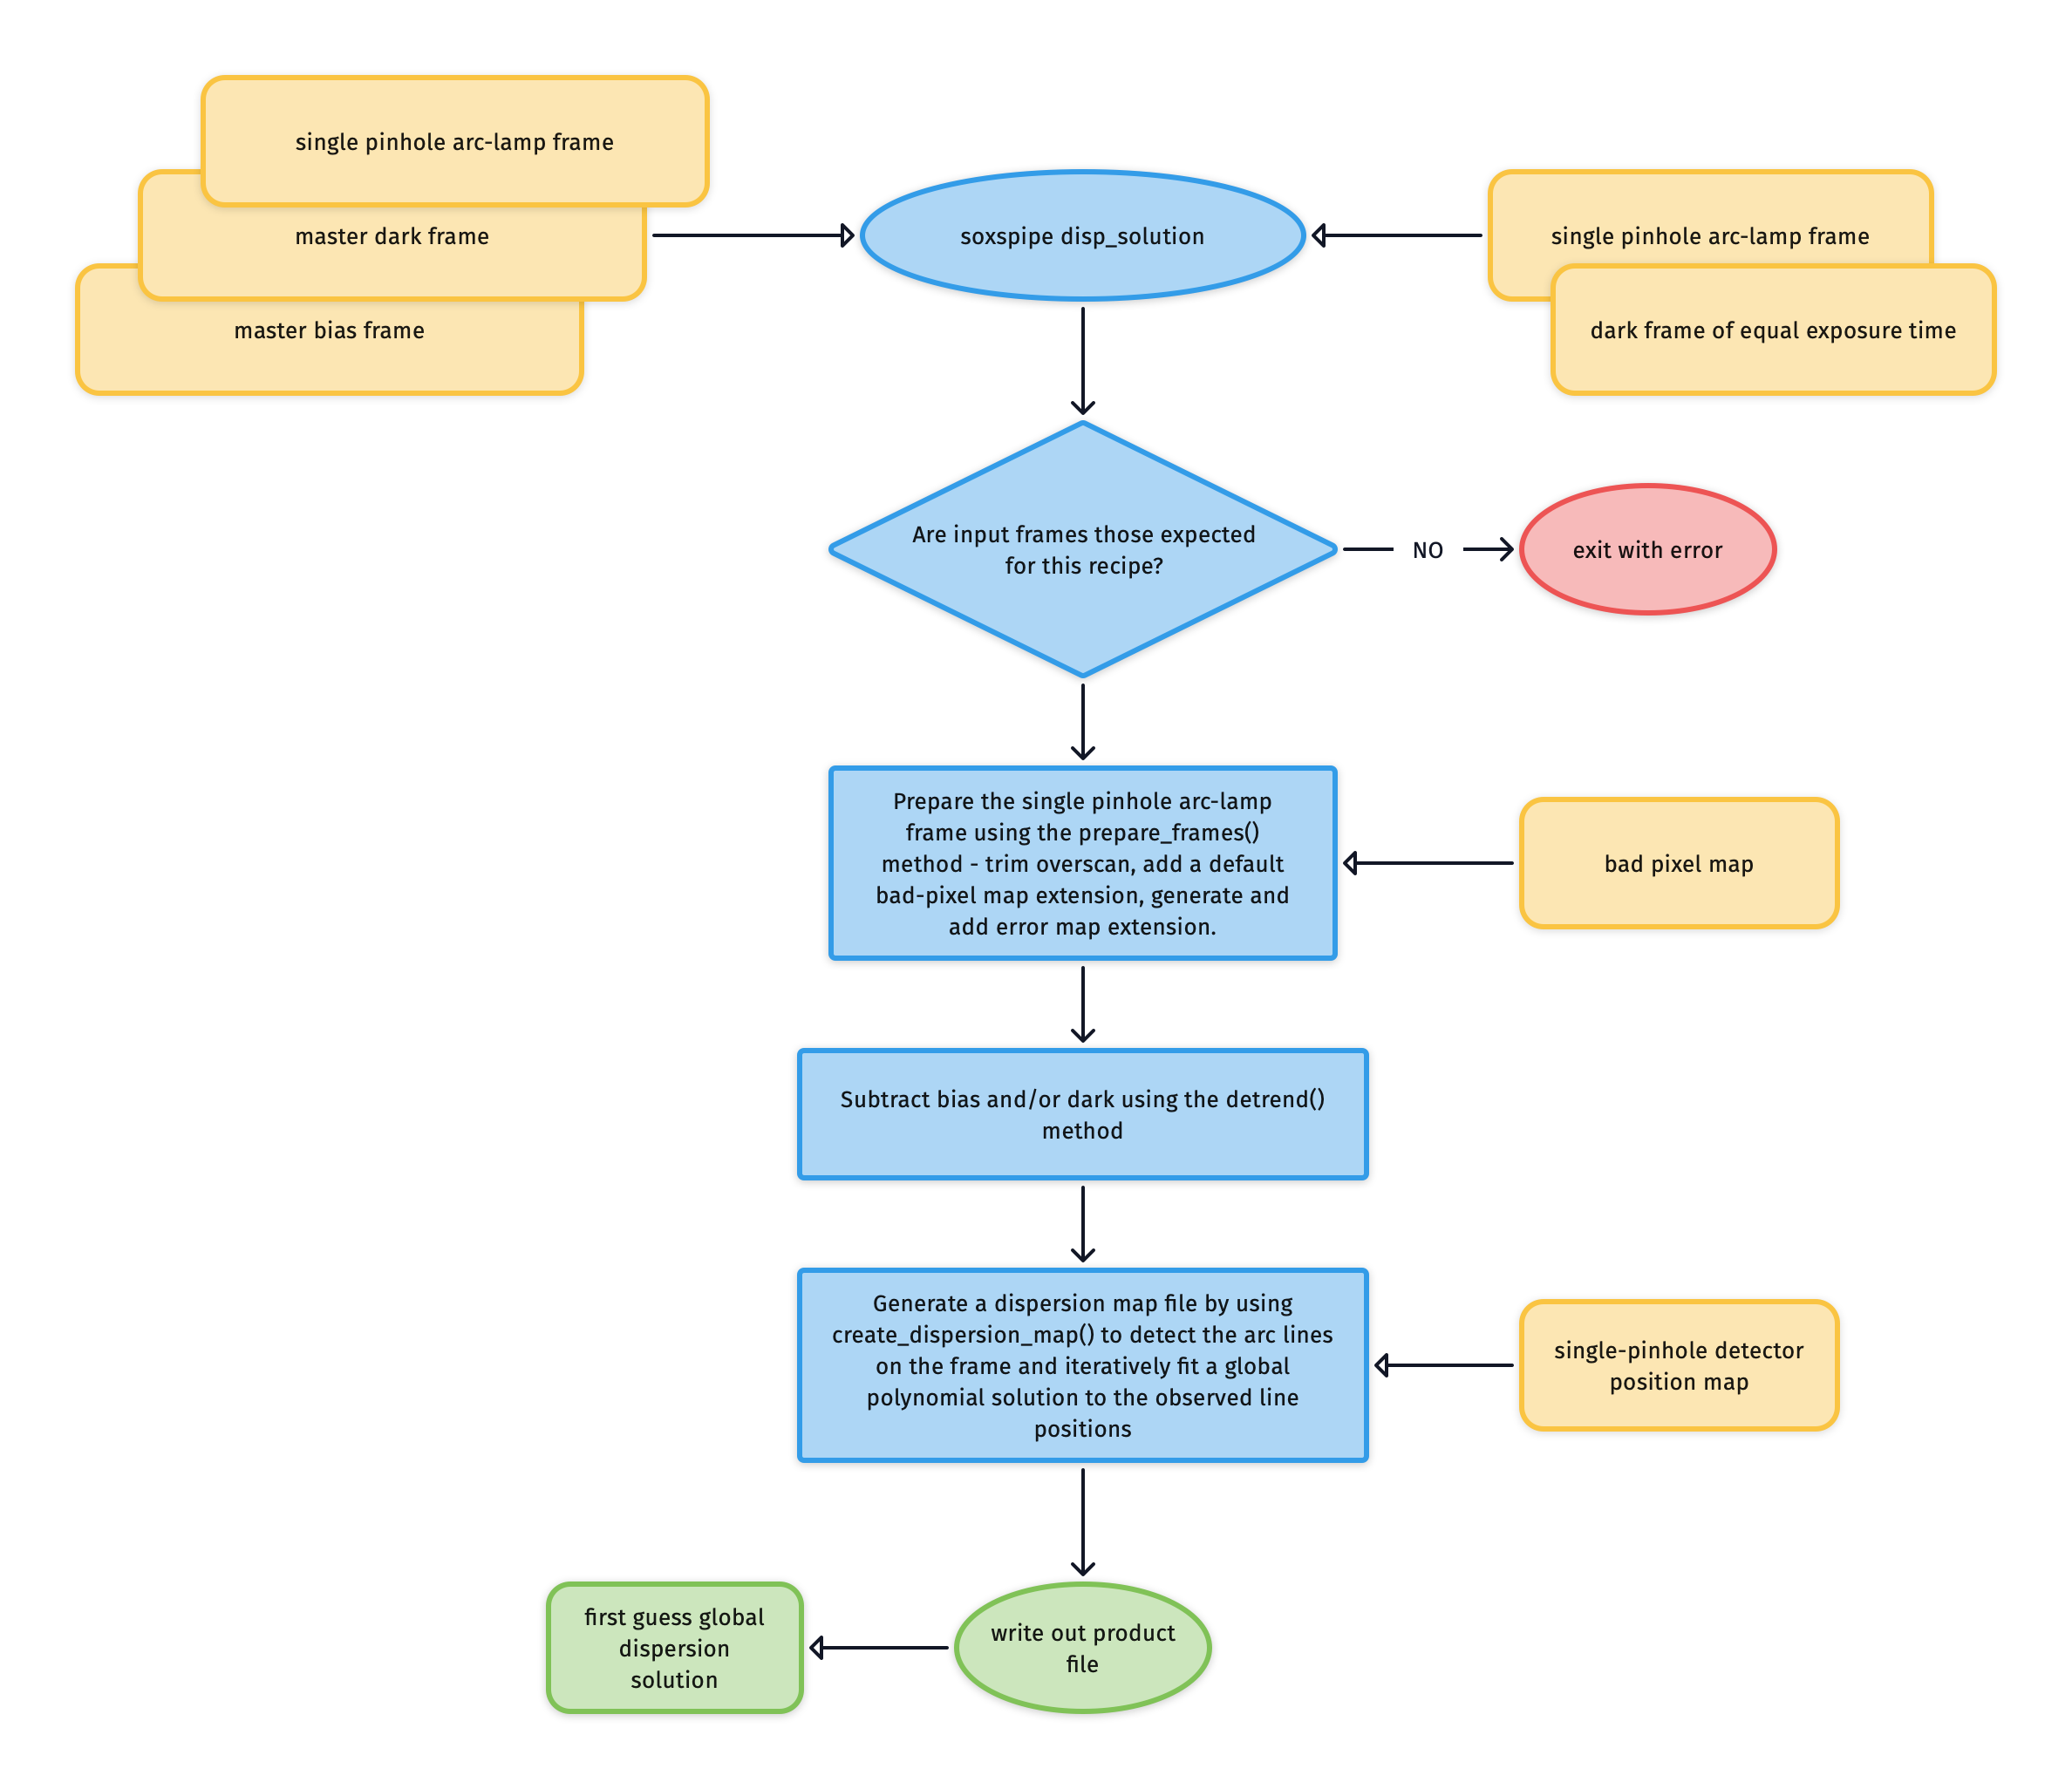 single pinhole arc-lamp frame
master dark frame
master bias frame
soxspipe disp_solution
single pinhole arc-lamp frame
dark frame of equal exposure time
Are input frames those expected
for this recipe?
NO
exit with error
Prepare the single pinhole arc-lamp
frame using the prepare_frames()
method - trim overscan, add a default
bad-pixel map extension, generate and
add error map extension.
bad pixel map
Subtract bias and/or dark using the detrend()
method
Generate a dispersion map file by using
create_dispersion_map() to detect the arc lines
on the frame and iteratively fit a global
polynomial solution to the observed line
positions
single-pinhole detector
position map
first guess global
dispersion
solution
write out product
file